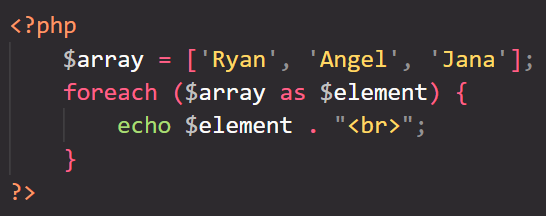 <?php
    $array = ['Ryan', 'Angel', 'Jana'];
    foreach ($array as $element) {
        echo $element . "<br>";
    }
?>